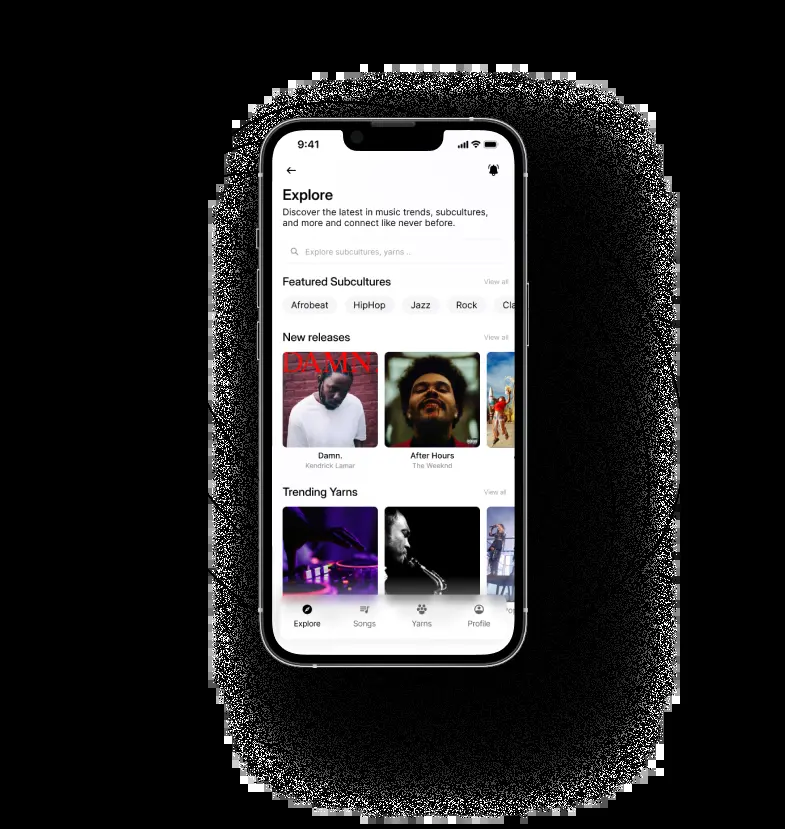 9:41
Explore
Discover the latest in music trends, subcultures,
and more and connect like never before.
Explore subcultures, yarns ..
Featured Subcultures View all
Afrobeat HipHop Jazz Rock Cla
New releases View all
DAMN.
Damn. After Hours
Kendrick Lamar The Weeknd
Trending Yarns View all
Explore Songs Yarns Profile